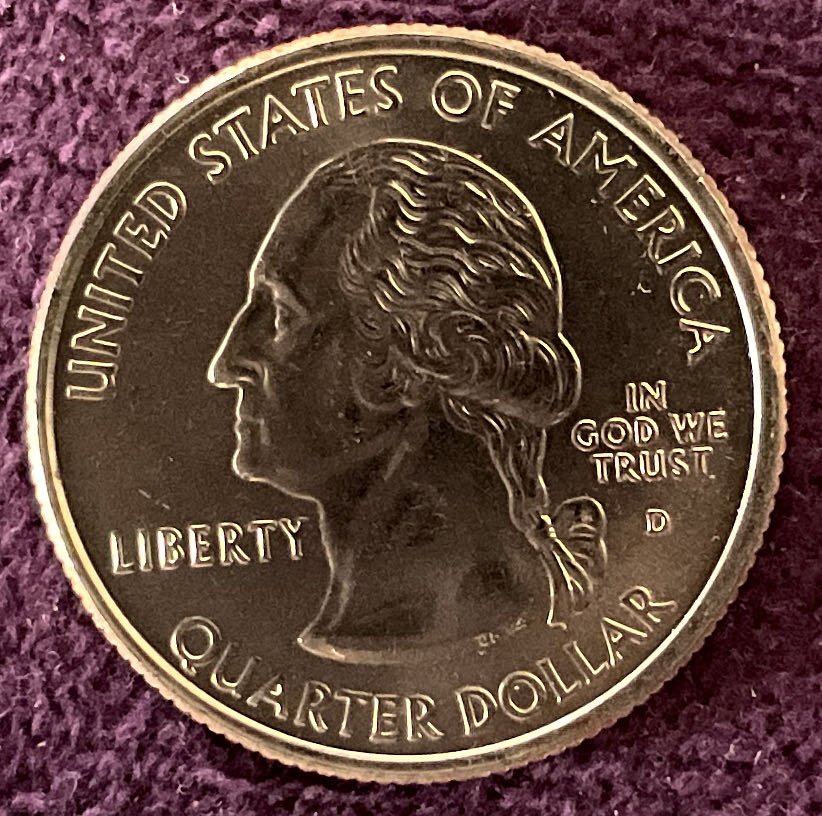 UNITED STATES OF AMERICA
IN
GOD WE
TRUST
D
LIBERTY
QUARTER DOLLAR